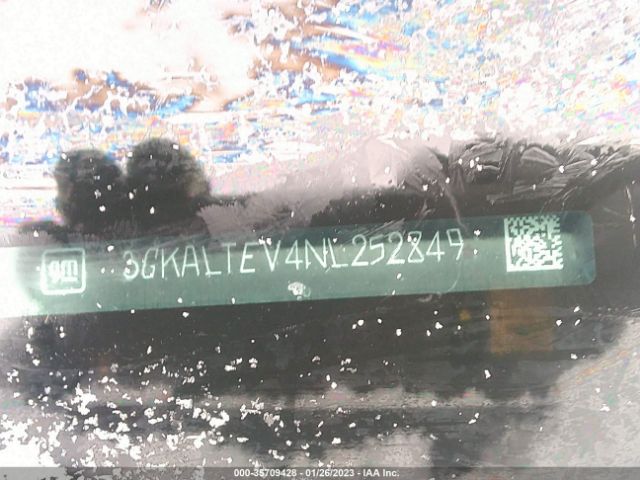 gm 3GKALTEV4NL252849
000-35709428 - 01/26/2023 - IAA Inc.